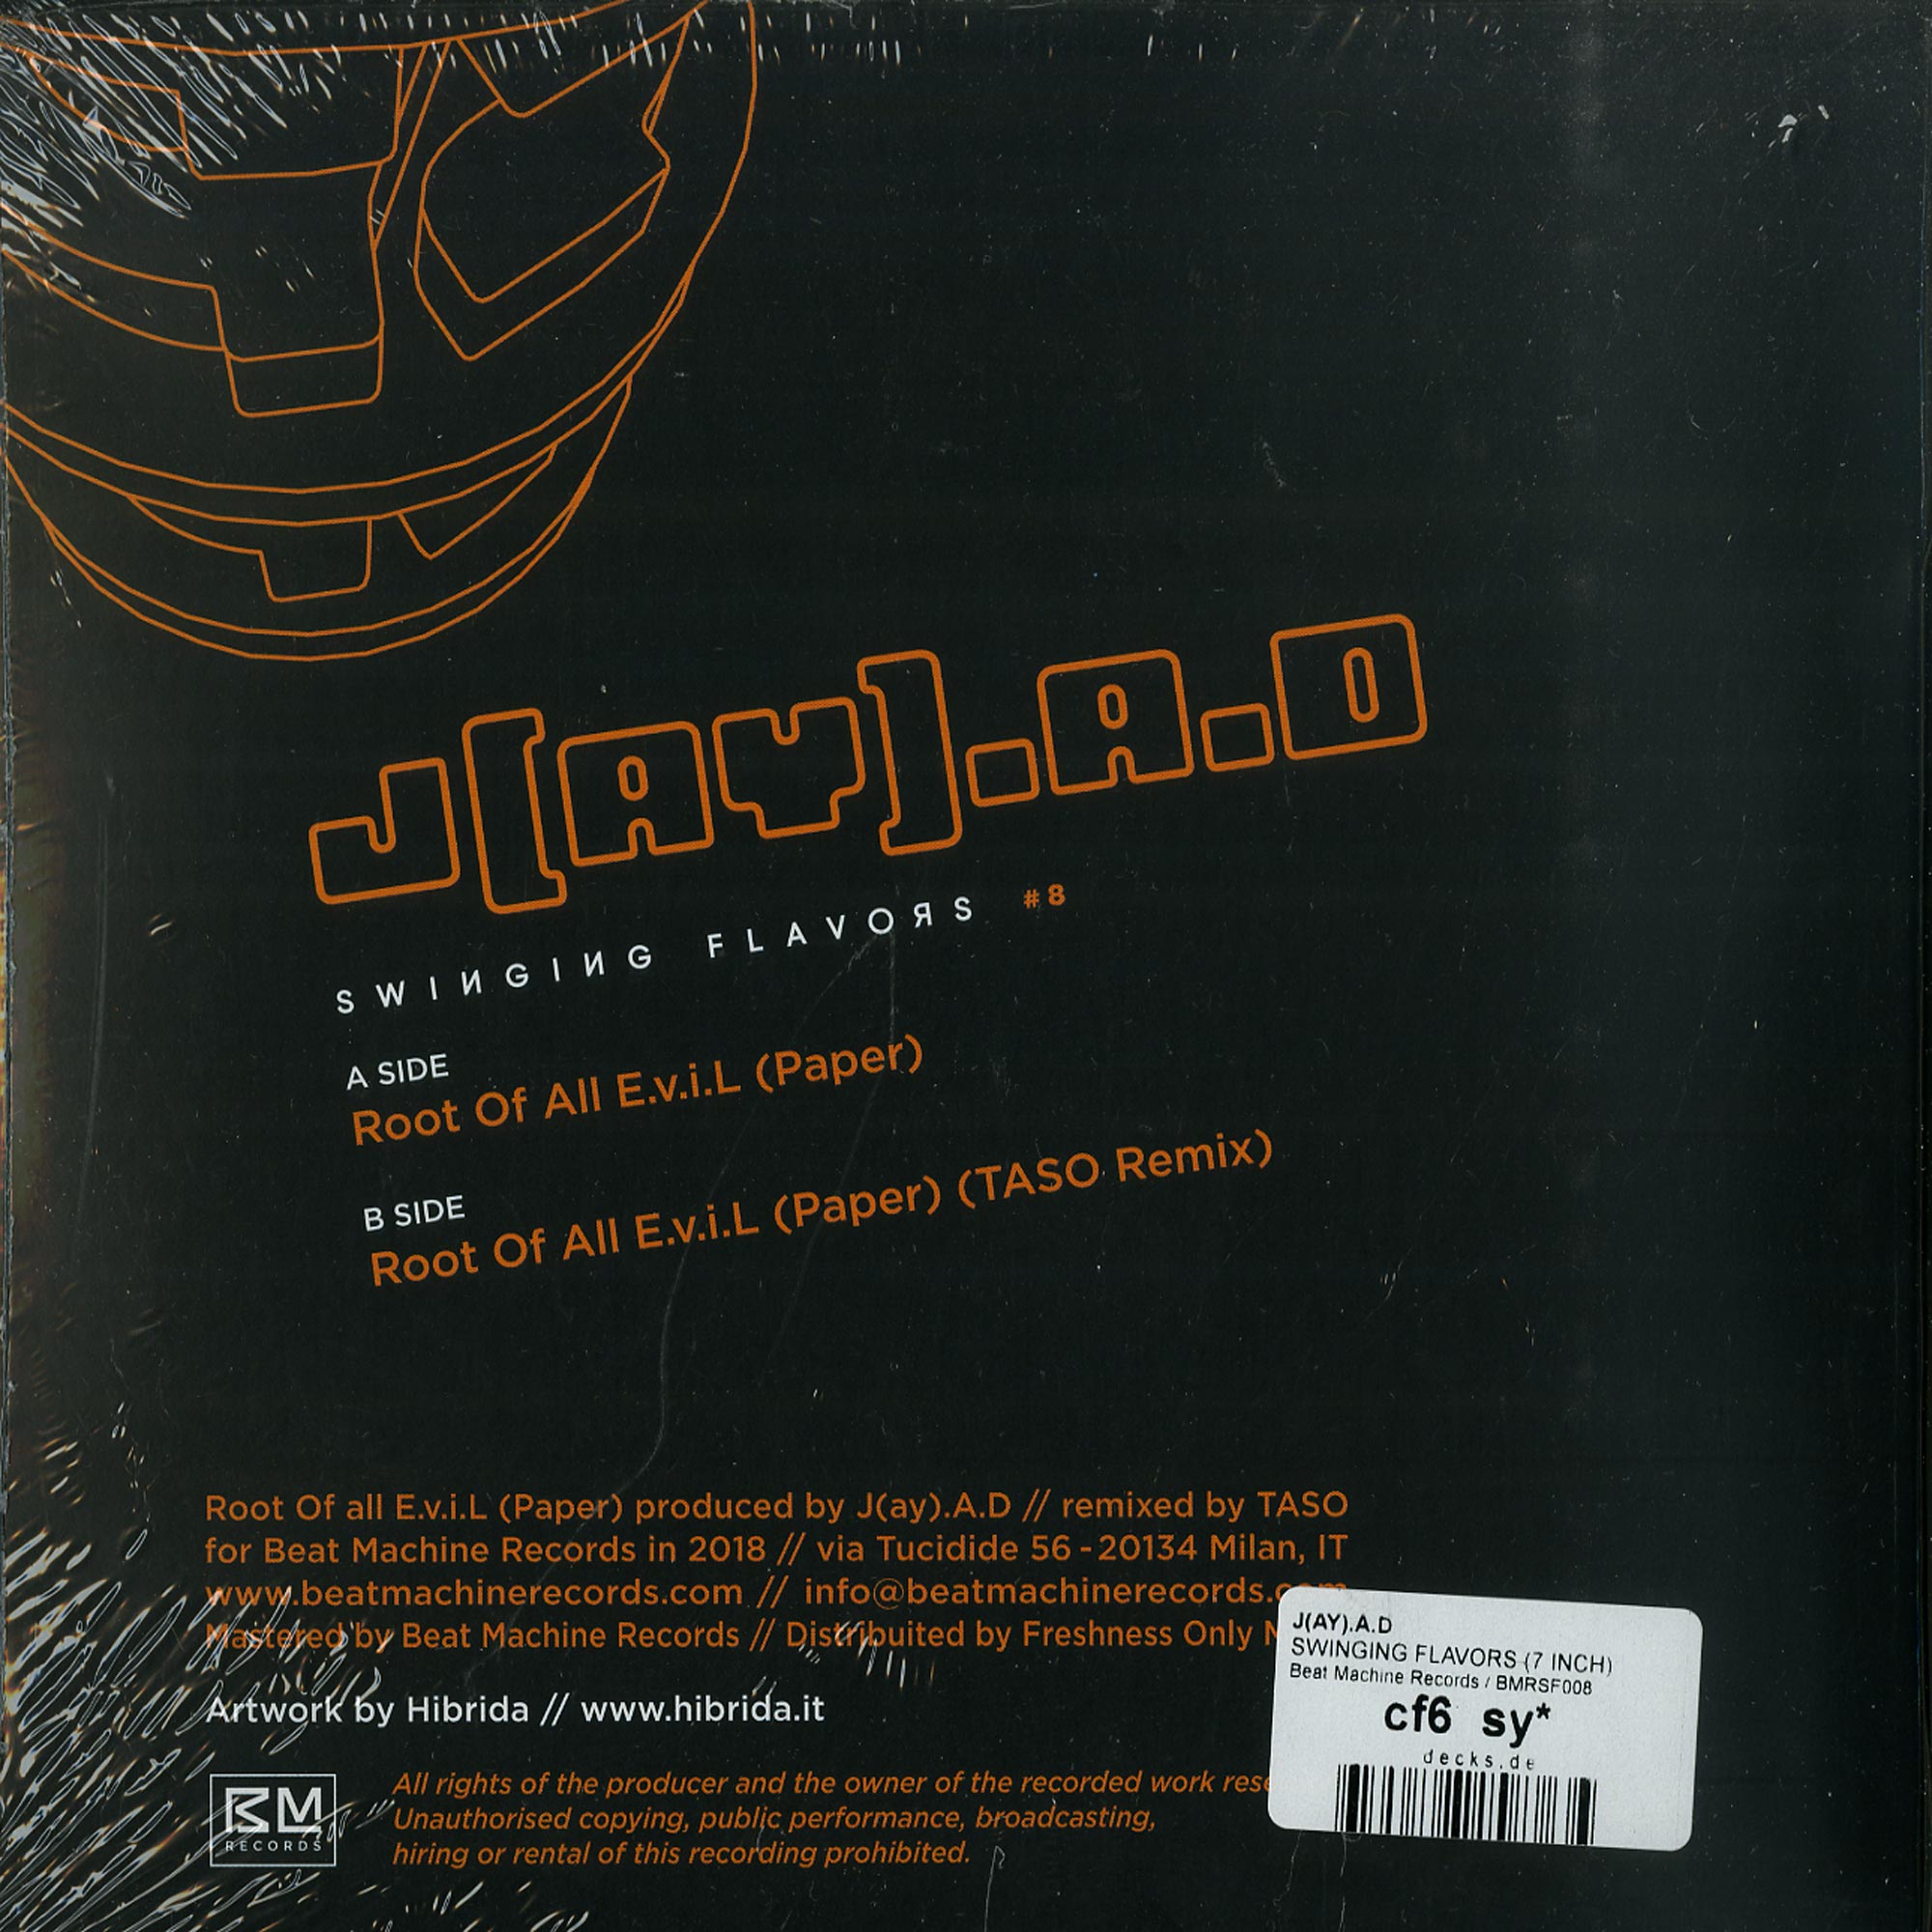 J[AY].A.D
SWIИGIИG FLAVOЯS #8
A SIDE
Root Of All E.v.i.L (Paper)
B SIDE
Root Of All E.v.i.L (Paper) (TASO Remix)
Root Of all E.v.i.L (Paper) produced by J(ay).A.D // remixed by TASO
for Beat Machine Records in 2018 // via Tucidide 56 - 20134 Milan, IT
www.beatmachinerecords.com // info@beatmachinerecords.com
Mastered by Beat Machine Records // Distribuited by Freshness Only
Artwork by Hibrida // www.hibrida.it
BM
RECORDS
All rights of the producer and the owner of the recorded work
Unauthorised copying, public performance, broadcasting,
hiring or rental of this recording prohibited.
J(AY).A.D
SWINGING FLAVORS (7 INCH)
Beat Machine Records / BMRSF008
cf6 sy*
decks.de